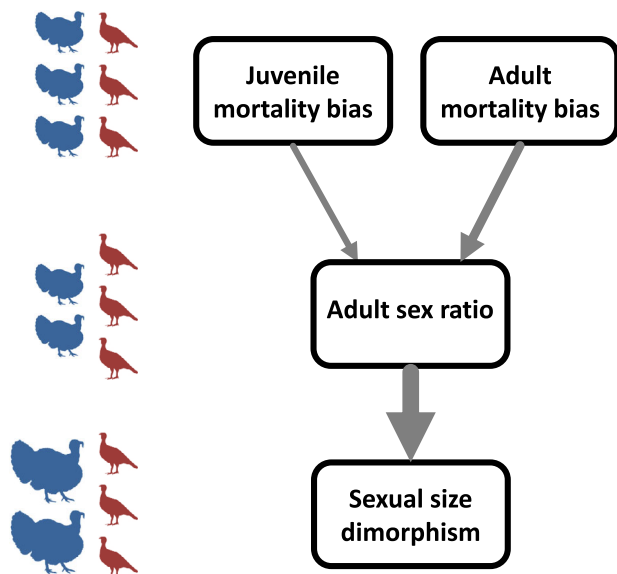 Juvenile
mortality bias
Adult
mortality bias
Adult sex ratio
Sexual size
dimorphism